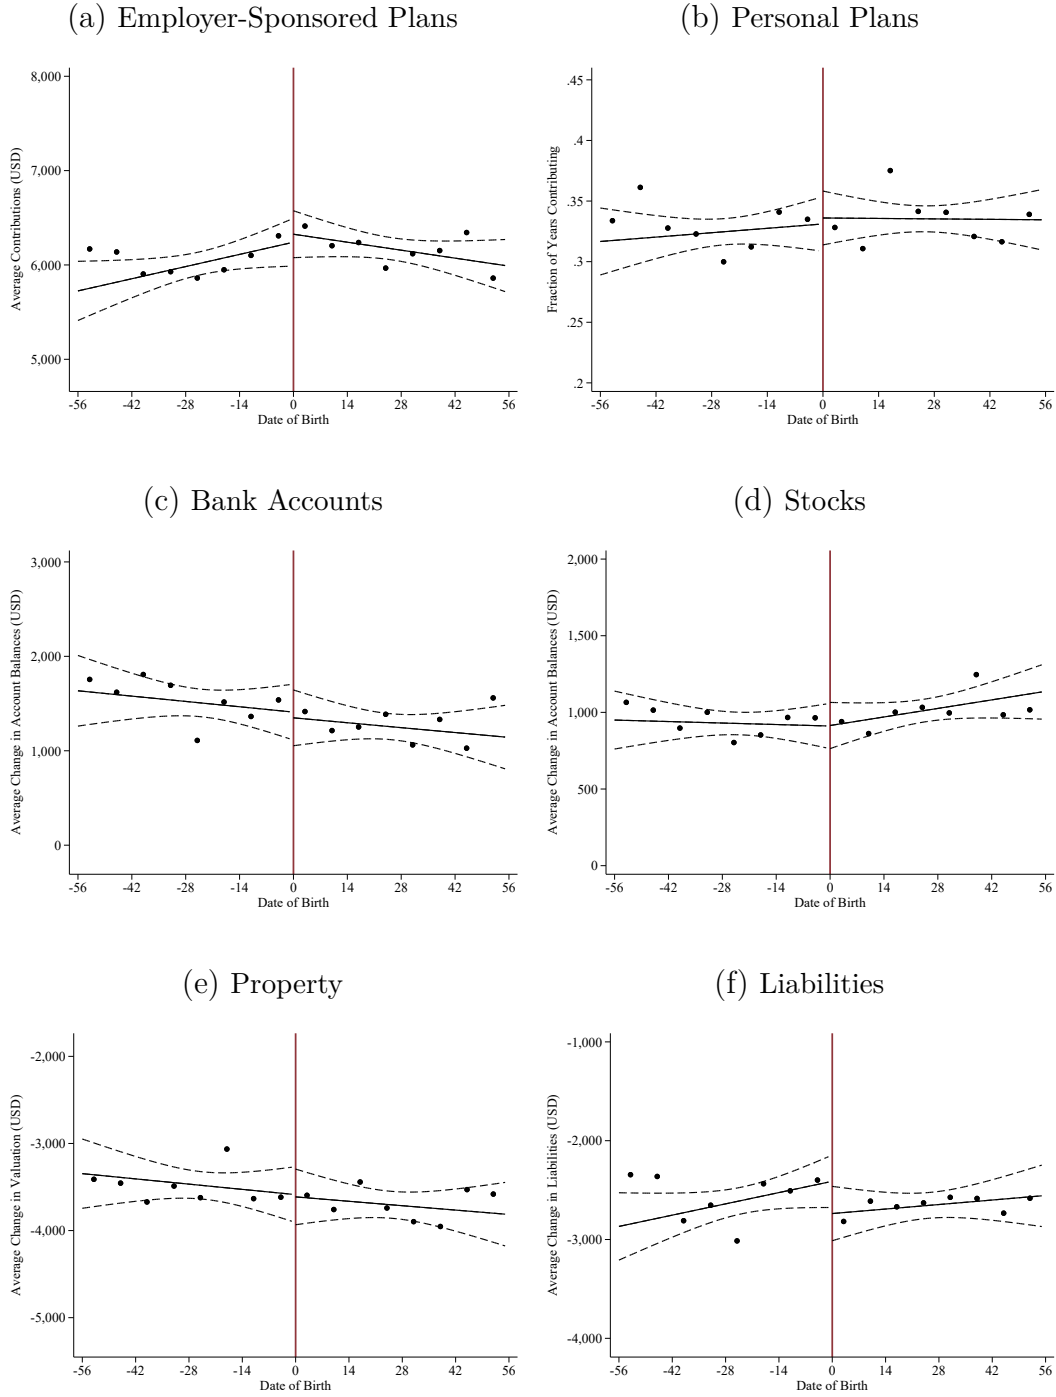 (a) Employer-Sponsored Plans
Average Contributions (USD)
8,000
7,000
6,000
5,000
-56 -42 -28 -14 0 14 28 42 56
Date of Birth
(b) Personal Plans
Fraction of Years Contributing
.45
.4
.35
.3
.25
.2
-56 -42 -28 -14 0 14 28 42 56
Date of Birth
(c) Bank Accounts
Average Change in Account Balances (USD)
3,000
2,000
1,000
0
-56 -42 -28 -14 0 14 28 42 56
Date of Birth
(d) Stocks
Average Change in Account Balances (USD)
2,000
1,500
1,000
500
0
-56 -42 -28 -14 0 14 28 42 56
Date of Birth
(e) Property
Average Change in Valuation (USD)
-2,000
-3,000
-4,000
-5,000
-56 -42 -28 -14 0 14 28 42 56
Date of Birth
(f) Liabilities
Average Change in Liabilities (USD)
-1,000
-2,000
-3,000
-4,000
-56 -42 -28 -14 0 14 28 42 56
Date of Birth